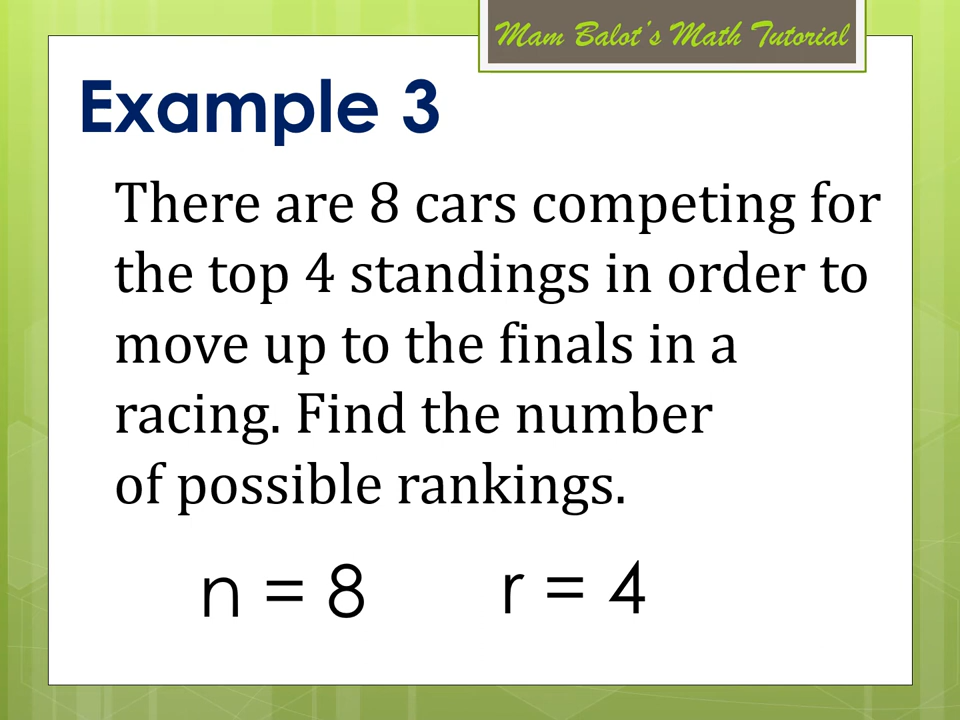 Mam Balot's Math Tutorial
Example 3
There are 8 cars competing for
the top 4 standings in order to
move up to the finals in a
racing. Find the number
of possible rankings.
n = 8 r = 4